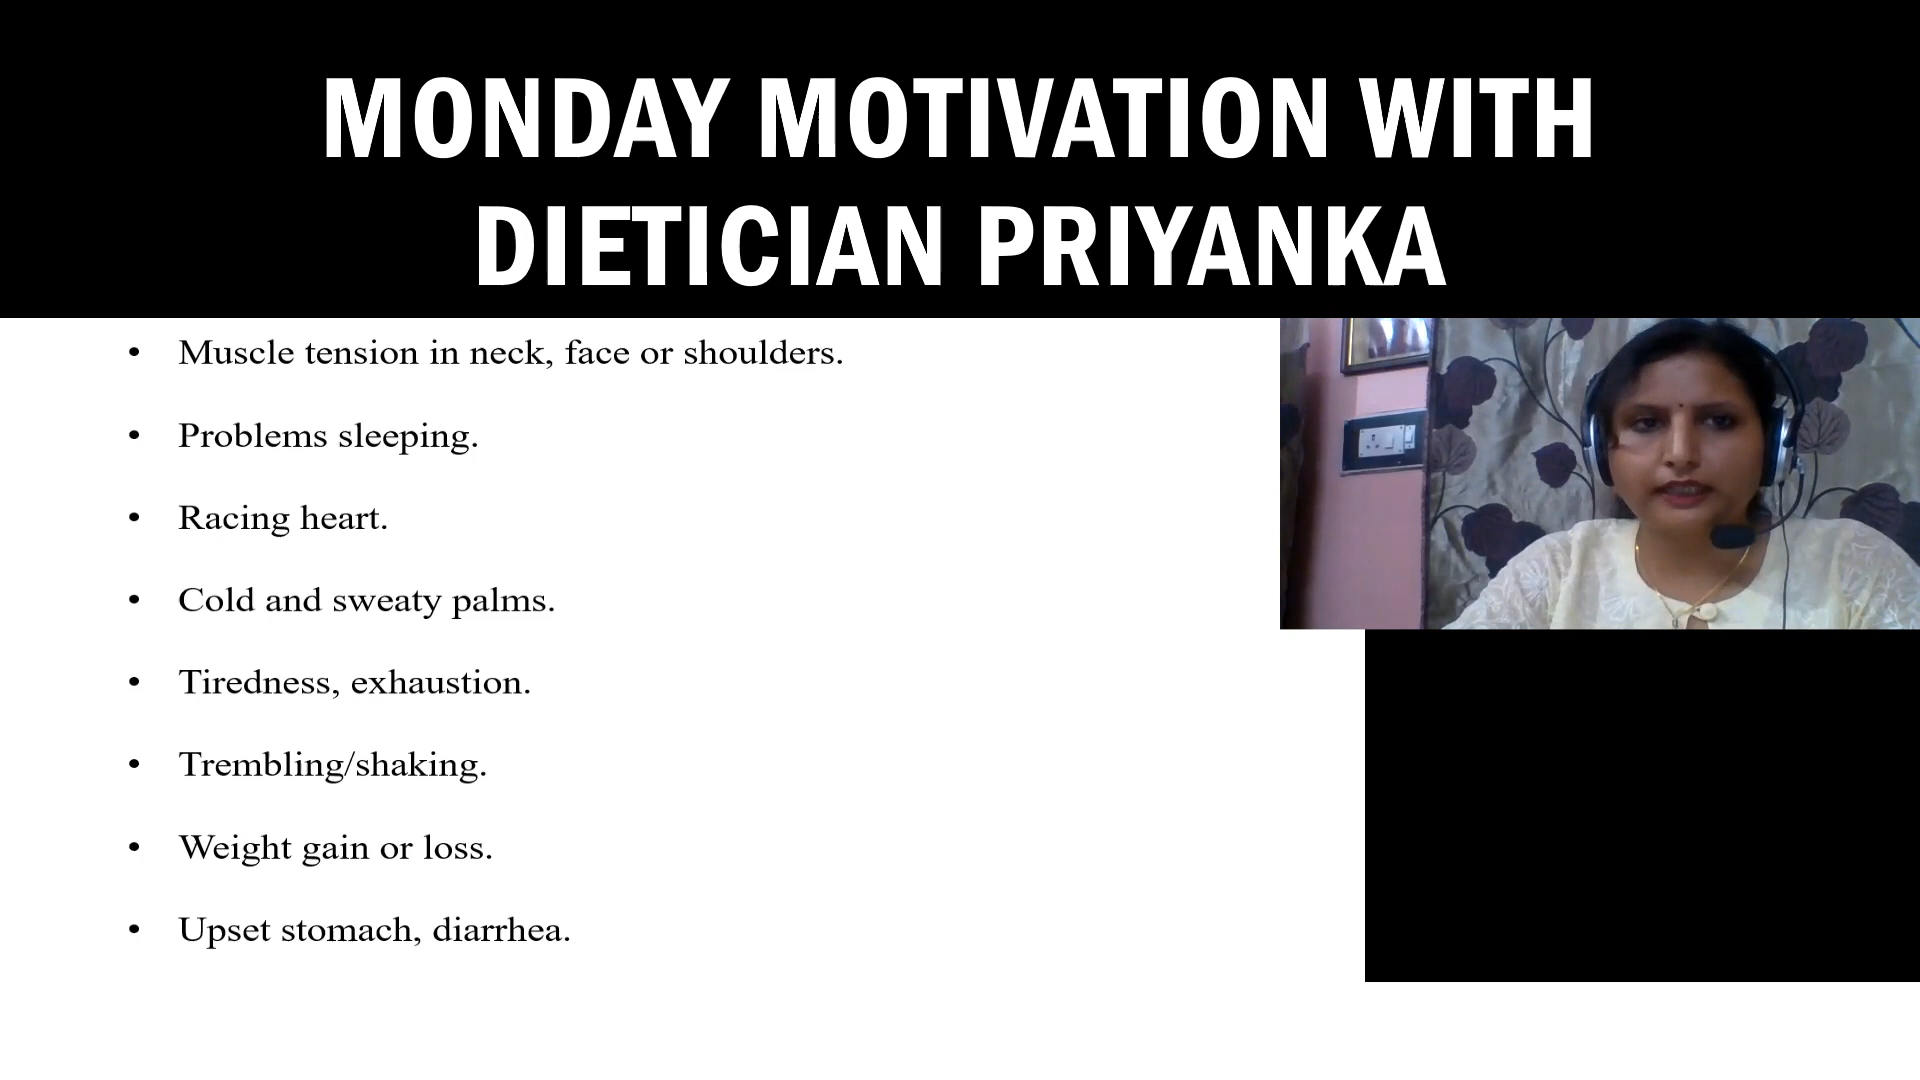 MONDAY MOTIVATION WITH
DIETICIAN PRIYANKA
• Muscle tension in neck, face or shoulders.
• Problems sleeping.
• Racing heart.
• Cold and sweaty palms.
• Tiredness, exhaustion.
• Trembling/shaking.
• Weight gain or loss.
• Upset stomach, diarrhea.